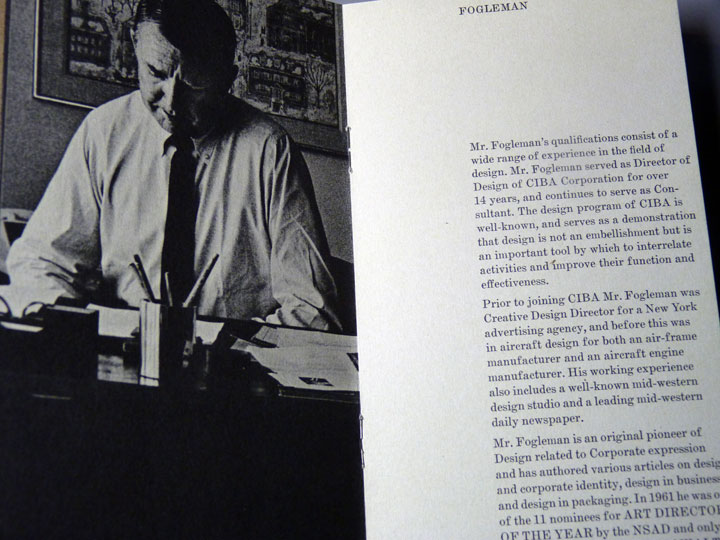 FOGLEMAN
Mr. Fogleman's qualifications consist of a
wide range of experience in the field of
design. Mr. Fogleman served as Director of
Design of CIBA Corporation for over
14 years, and continues to serve as Con-
sultant. The design program of CIBA is
well-known, and serves as a demonstration
that design is not an embellishment but is
an important tool by which to interrelate
activities and improve their function and
effectiveness.
Prior to joining CIBA Mr. Fogleman was
Creative Design Director for a New York
advertising agency, and before this was
in aircraft design for both an air-frame
manufacturer and an aircraft engine
manufacturer. His working experience
also includes a well-known mid-western
design studio and a leading mid-western
daily newspaper.
Mr. Fogleman is an original pioneer of
Design related to Corporate expression
and has authored various articles on desig
and corporate identity, design in business
and design in packaging. In 1961 he was o
of the 11 nominees for ART DIRECTOR
OF THE YEAR by the NSAD and only